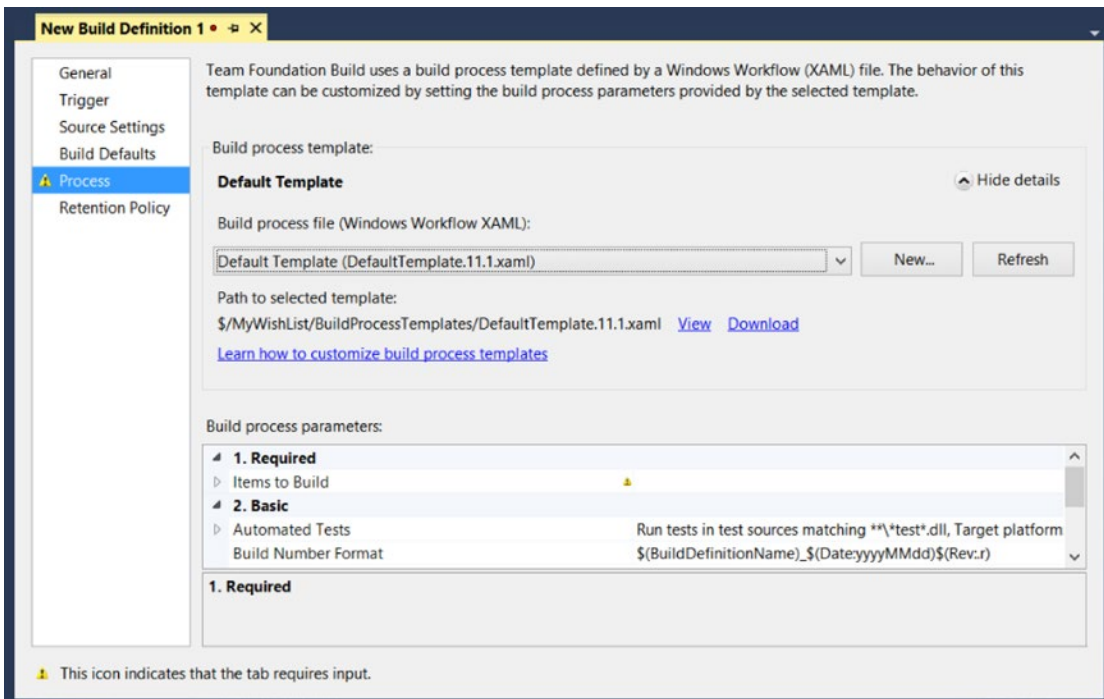 New Build Definition 1
General
Trigger
Source Settings
Build Defaults
Process
Retention Policy
Team Foundation Build uses a build process template defined by a Windows Workflow (XAML) file. The behavior of this
template can be customized by setting the build process parameters provided by the selected template.
Build process template:
Default Template
Hide details
Build process file (Windows Workflow XAML):
Default Template (DefaultTemplate.11.1.xaml)
New...
Refresh
Path to selected template:
$/MyWishList/BuildProcessTemplates/DefaultTemplate.11.1.xaml View Download
Learn how to customize build process templates
Build process parameters:
1. Required
Items to Build
2. Basic
Automated Tests Run tests in test sources matching **\*test*.dll, Target platform
Build Number Format $(BuildDefinitionName)_$(Date:yyyyMMdd)$(Rev:.r)
1. Required
This icon indicates that the tab requires input.